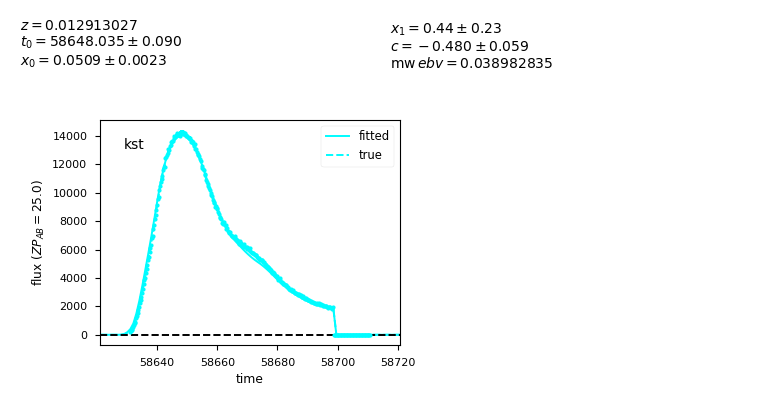 z = 0.012913027
t₀ = 58648.035 ± 0.090
x₀ = 0.0509 ± 0.0023
x₁ = 0.44 ± 0.23
c = −0.480 ± 0.059
mw ebv = 0.038982835
kst
fitted
true
14000
12000
10000
8000
6000
4000
2000
0
flux (ZP_AB = 25.0)
58640 58660 58680 58700 58720
time